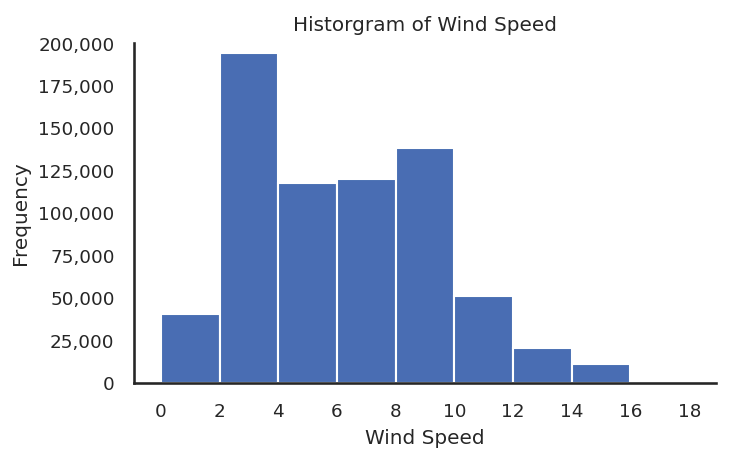 Historgram of Wind Speed
200,000
175,000
150,000
125,000
100,000
75,000
50,000
25,000
0
Frequency
0 2 4 6 8 10 12 14 16 18
Wind Speed